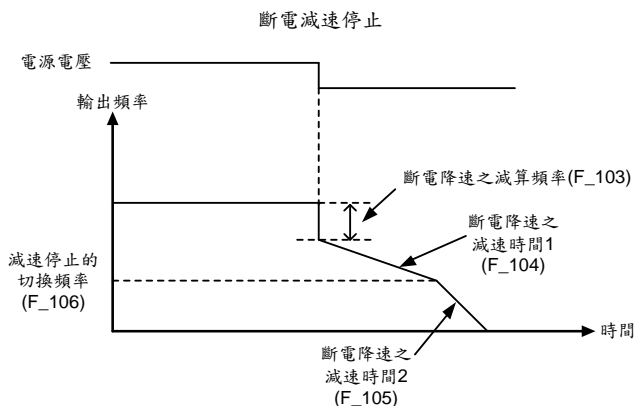 斷電減速停止
電源電壓
輸出頻率
斷電降速之減算頻率(F_103)
斷電降速之
減速時間1
(F_104)
減速停止的
切換頻率
(F_106)
時間
斷電降速之
減速時間2
(F_105)